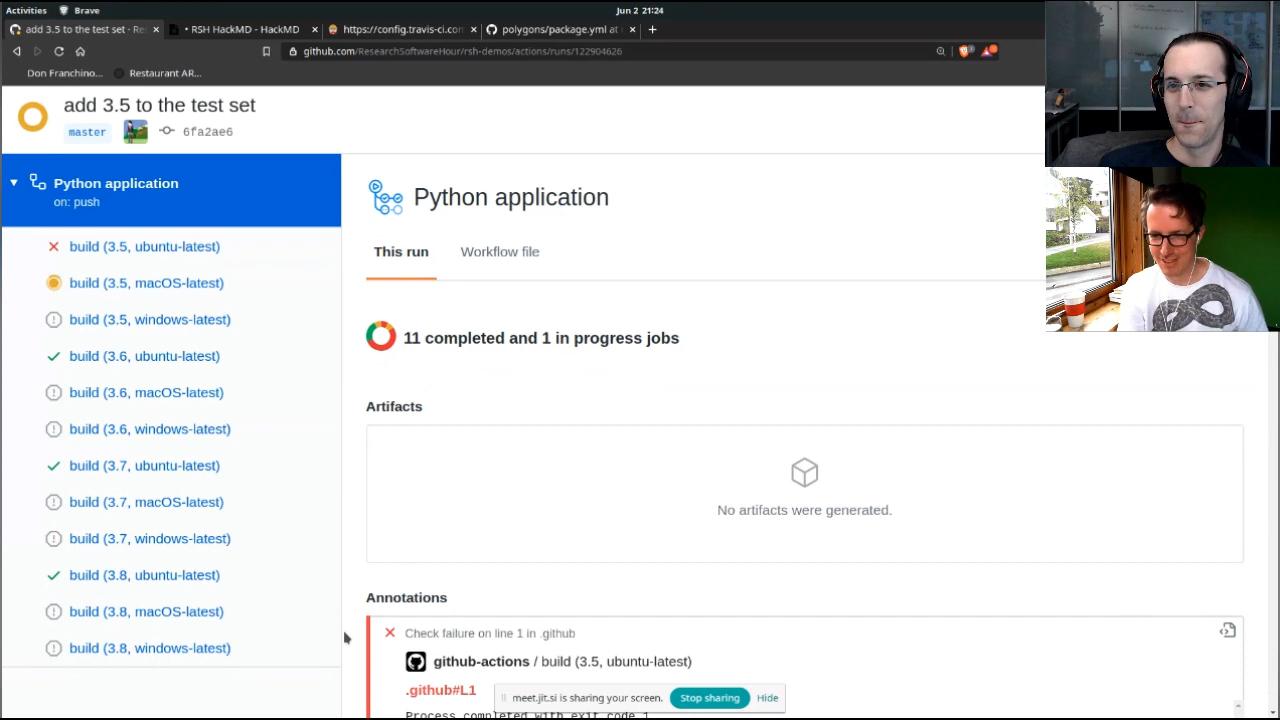 Activities
Brave
Jun 2 21:24
add 3.5 to the test set · Re
• RSH HackMD - HackMD
https://config.travis-ci.com
polygons/package.yml at
github.com/ResearchSoftwareHour/rsh-demos/actions/runs/122904626
Don Franchino...
Restaurant AR...
add 3.5 to the test set
master
6fa2ae6
Python application
on: push
build (3.5, ubuntu-latest)
build (3.5, macOS-latest)
build (3.5, windows-latest)
build (3.6, ubuntu-latest)
build (3.6, macOS-latest)
build (3.6, windows-latest)
build (3.7, ubuntu-latest)
build (3.7, macOS-latest)
build (3.7, windows-latest)
build (3.8, ubuntu-latest)
build (3.8, macOS-latest)
build (3.8, windows-latest)
Python application
This run
Workflow file
11 completed and 1 in progress jobs
Artifacts
No artifacts were generated.
Annotations
Check failure on line 1 in .github
github-actions / build (3.5, ubuntu-latest)
.github#L1
Process completed with exit code 1
meet.jit.si is sharing your screen.
Stop sharing
Hide